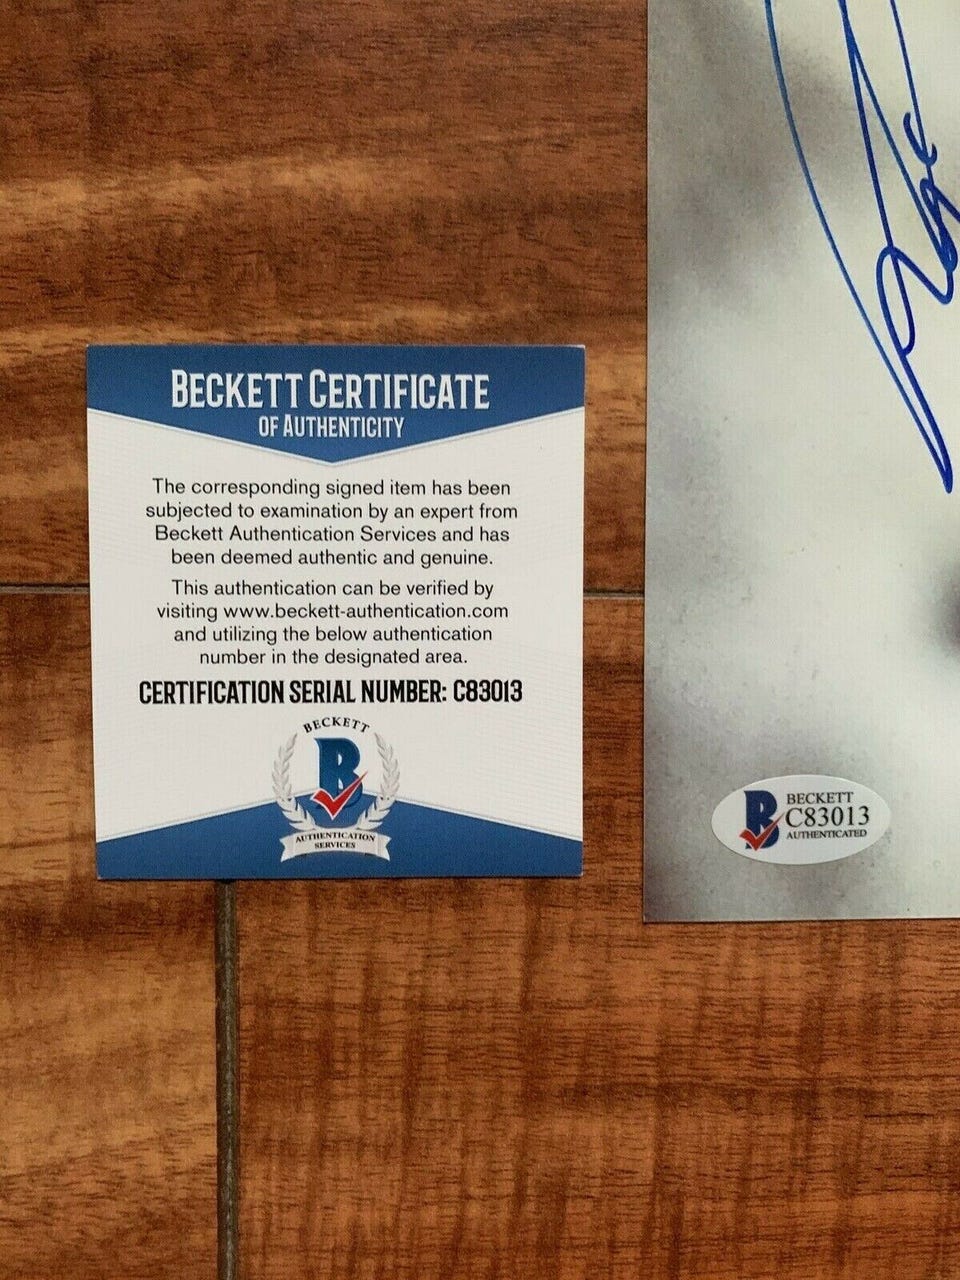 BECKETT CERTIFICATE
OF AUTHENTICITY
The corresponding signed item has been
subjected to examination by an expert from
Beckett Authentication Services and has
been deemed authentic and genuine.
This authentication can be verified by
visiting www.beckett-authentication.com
and utilizing the below authentication
number in the designated area.
CERTIFICATION SERIAL NUMBER: C83013
BECKETT
B
AUTHENTICATION
SERVICES
B
BECKETT
C83013
AUTHENTICATED